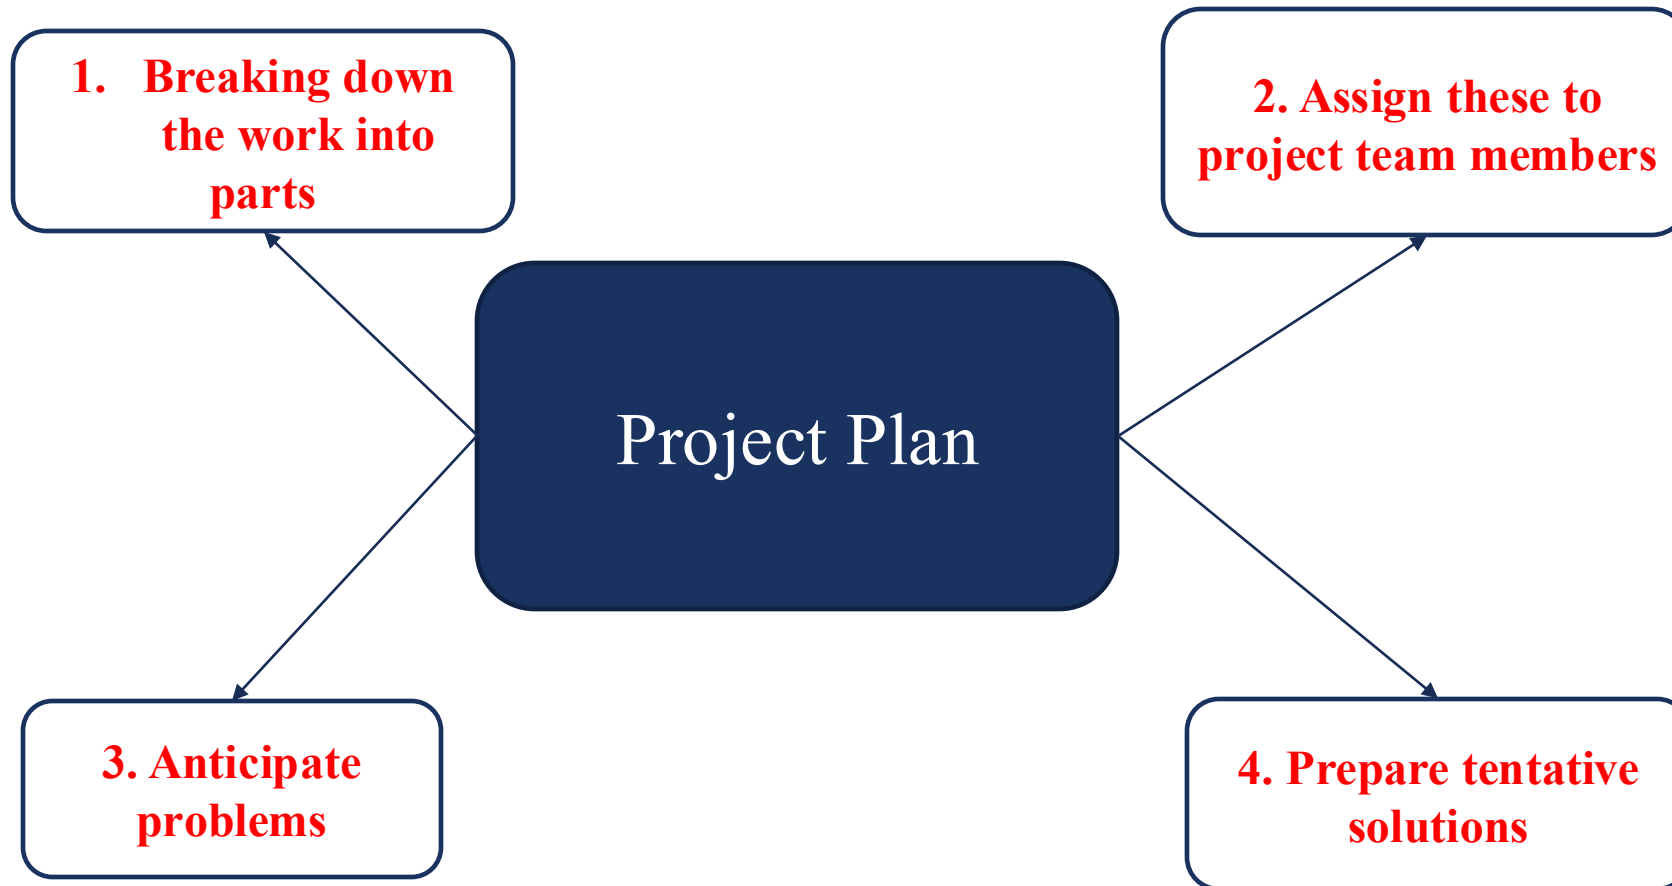 1. Breaking down
the work into
parts
2. Assign these to
project team members
Project Plan
3. Anticipate
problems
4. Prepare tentative
solutions